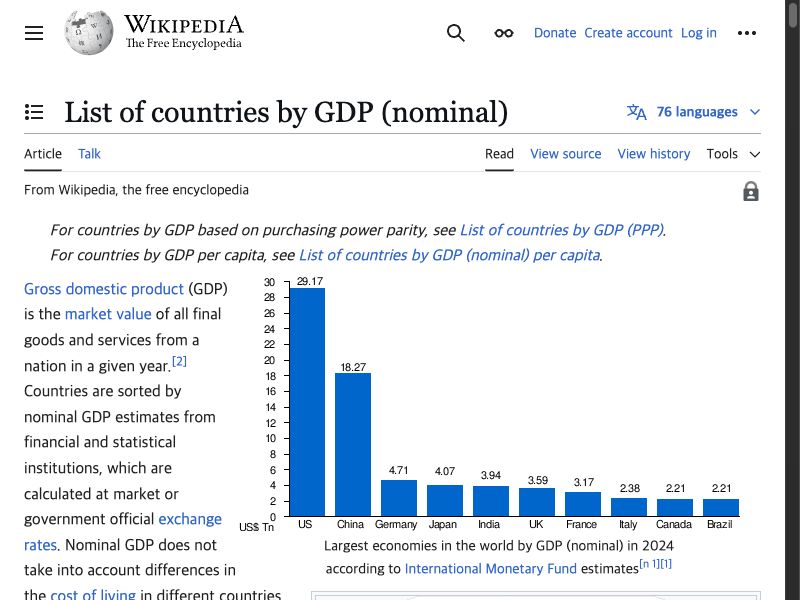 WIKIPEDIA
The Free Encyclopedia
Donate Create account Log in
List of countries by GDP (nominal)
76 languages
Article Talk Read View source View history Tools
From Wikipedia, the free encyclopedia
For countries by GDP based on purchasing power parity, see List of countries by GDP (PPP).
For countries by GDP per capita, see List of countries by GDP (nominal) per capita.
Gross domestic product (GDP)
is the market value of all final
goods and services from a
nation in a given year.[2]
Countries are sorted by
nominal GDP estimates from
financial and statistical
institutions, which are
calculated at market or
government official exchange
rates. Nominal GDP does not
take into account differences in
the cost of living in different countries
30
28
26
24
22
20
18
16
14
12
10
8
6
4
2
0
US$ Tn
29.17
18.27
4.71
4.07
3.94
3.59
3.17
2.38
2.21
2.21
US China Germany Japan India UK France Italy Canada Brazil
Largest economies in the world by GDP (nominal) in 2024
according to International Monetary Fund estimates[n 1][1]